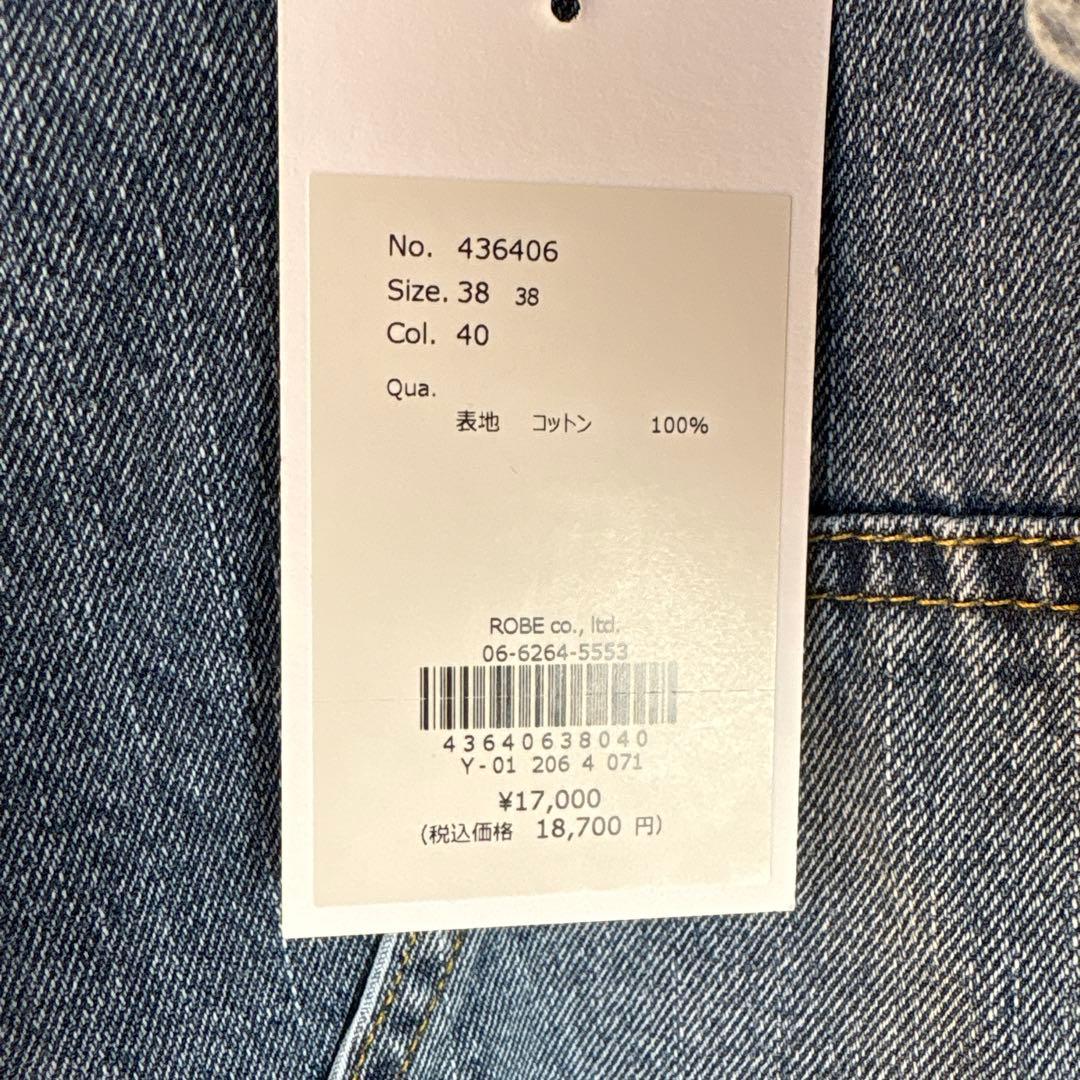 No. 436406
Size. 38 38
Col. 40
Qua.
表地 コットン 100%
ROBE co., ltd.
06-6264-5553
43640638040
Y-01 206 4 071
¥17,000
(税込価格 18,700 円)